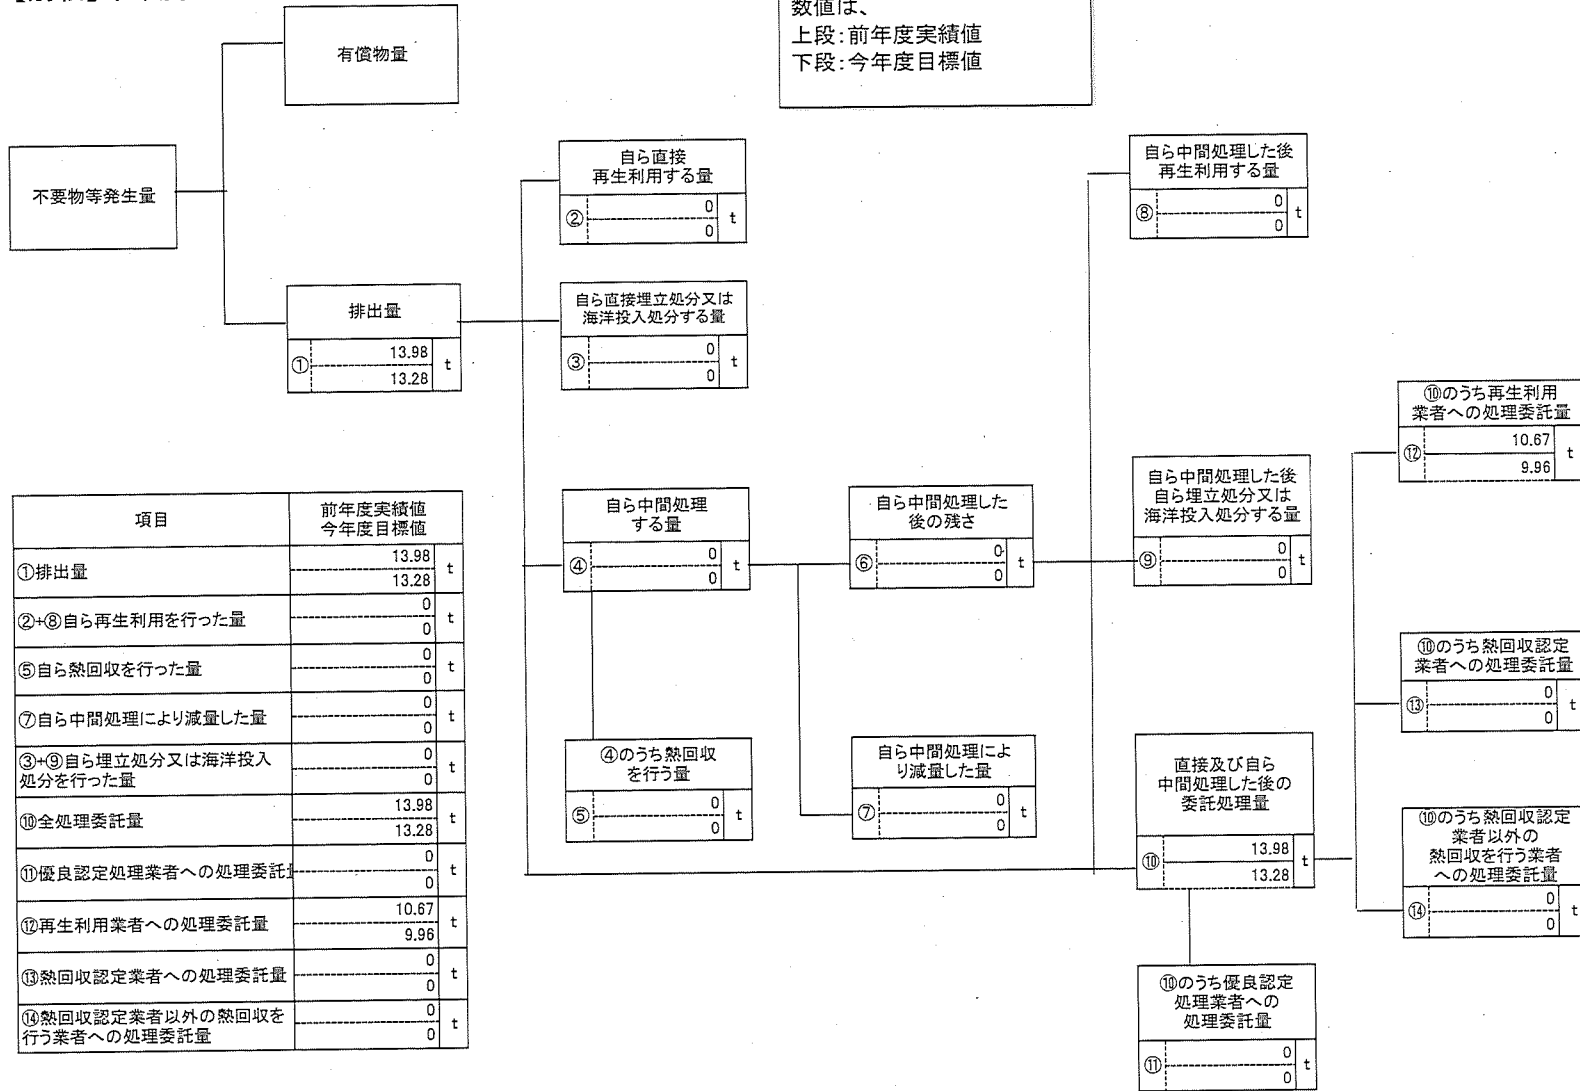 数値は、
上段：前年度実績値
下段：今年度目標値
有償物量
不要物等発生量
排出量
①
13.98
13.28
t
自ら直接
再生利用する量
②
0
0
t
自ら直接埋立処分又は
海洋投入処分する量
③
0
0
t
自ら中間処理
する量
④
0
0
t
④のうち熱回収
を行う量
⑤
0
0
t
自ら中間処理した
後の残さ
⑥
0
0
t
自ら中間処理によ
り減量した量
⑦
0
0
t
自ら中間処理した後
再生利用する量
⑧
0
0
t
自ら中間処理した後
自ら埋立処分又は
海洋投入処分する量
⑨
0
0
t
直接及び自ら
中間処理した後の
委託処理量
⑩
13.98
13.28
t
⑩のうち優良認定
処理業者への
処理委託量
⑪
0
0
t
⑩のうち再生利用
業者への処理委託量
⑫
10.67
9.96
t
⑩のうち熱回収認定
業者への処理委託量
⑬
0
0
t
⑩のうち熱回収認定
業者以外の
熱回収を行う業者
への処理委託量
⑭
0
0
t
項目
前年度実績値
今年度目標値
①排出量
13.98
13.28
t
②+⑧自ら再生利用を行った量
0
0
t
⑤自ら熱回収を行った量
0
0
t
⑦自ら中間処理により減量した量
0
0
t
③+⑨自ら埋立処分又は海洋投入
処分を行った量
0
0
t
⑩全処理委託量
13.98
13.28
t
⑪優良認定処理業者への処理委託
0
0
t
⑫再生利用業者への処理委託量
10.67
9.96
t
⑬熱回収認定業者への処理委託量
0
0
t
⑭熱回収認定業者以外の熱回収を
行う業者への処理委託量
0
0
t